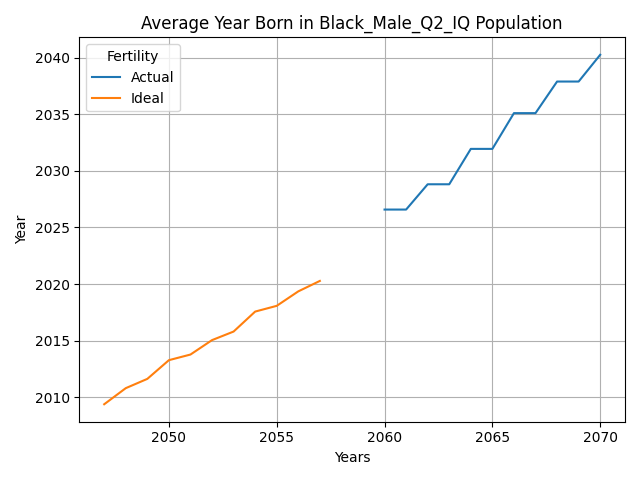 Average Year Born in Black_Male_Q2_IQ Population
Fertility
Actual
Ideal
2040
2035
2030
2025
2020
2015
2010
Year
2050 2055 2060 2065 2070
Years